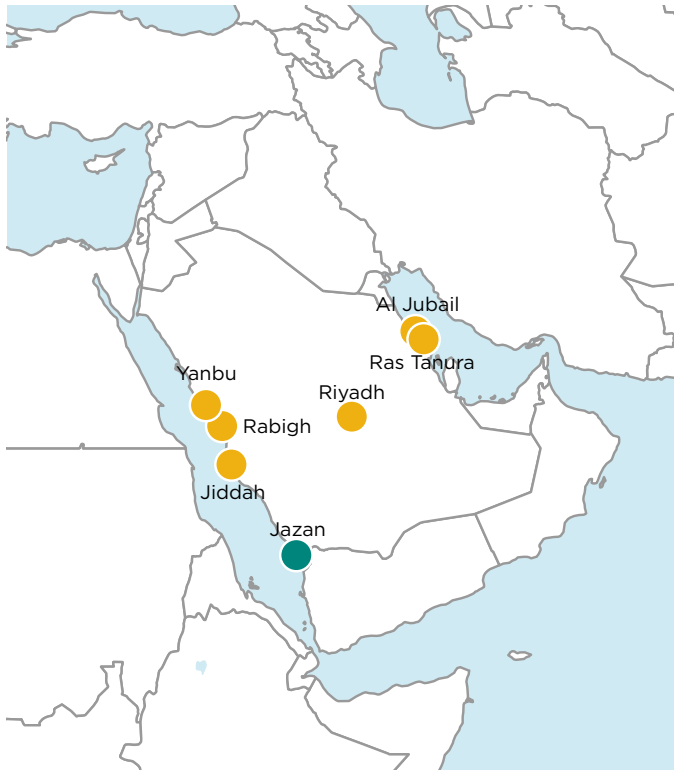 Al Jubail
Ras Tanura
Yanbu
Riyadh
Rabigh
Jiddah
Jazan